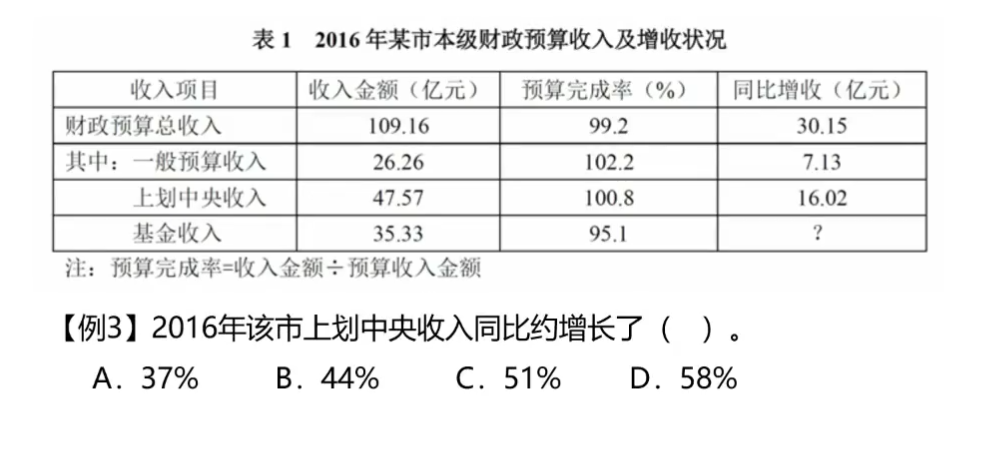 表 1 2016 年某市本级财政预算收入及增收状况
收入项目 收入金额（亿元） 预算完成率（%） 同比增收（亿元）
财政预算总收入 109.16 99.2 30.15
其中：一般预算收入 26.26 102.2 7.13
上划中央收入 47.57 100.8 16.02
基金收入 35.33 95.1 ？
注：预算完成率=收入金额÷预算收入金额
【例3】2016年该市上划中央收入同比约增长了（ ）。
A．37% B．44% C．51% D．58%